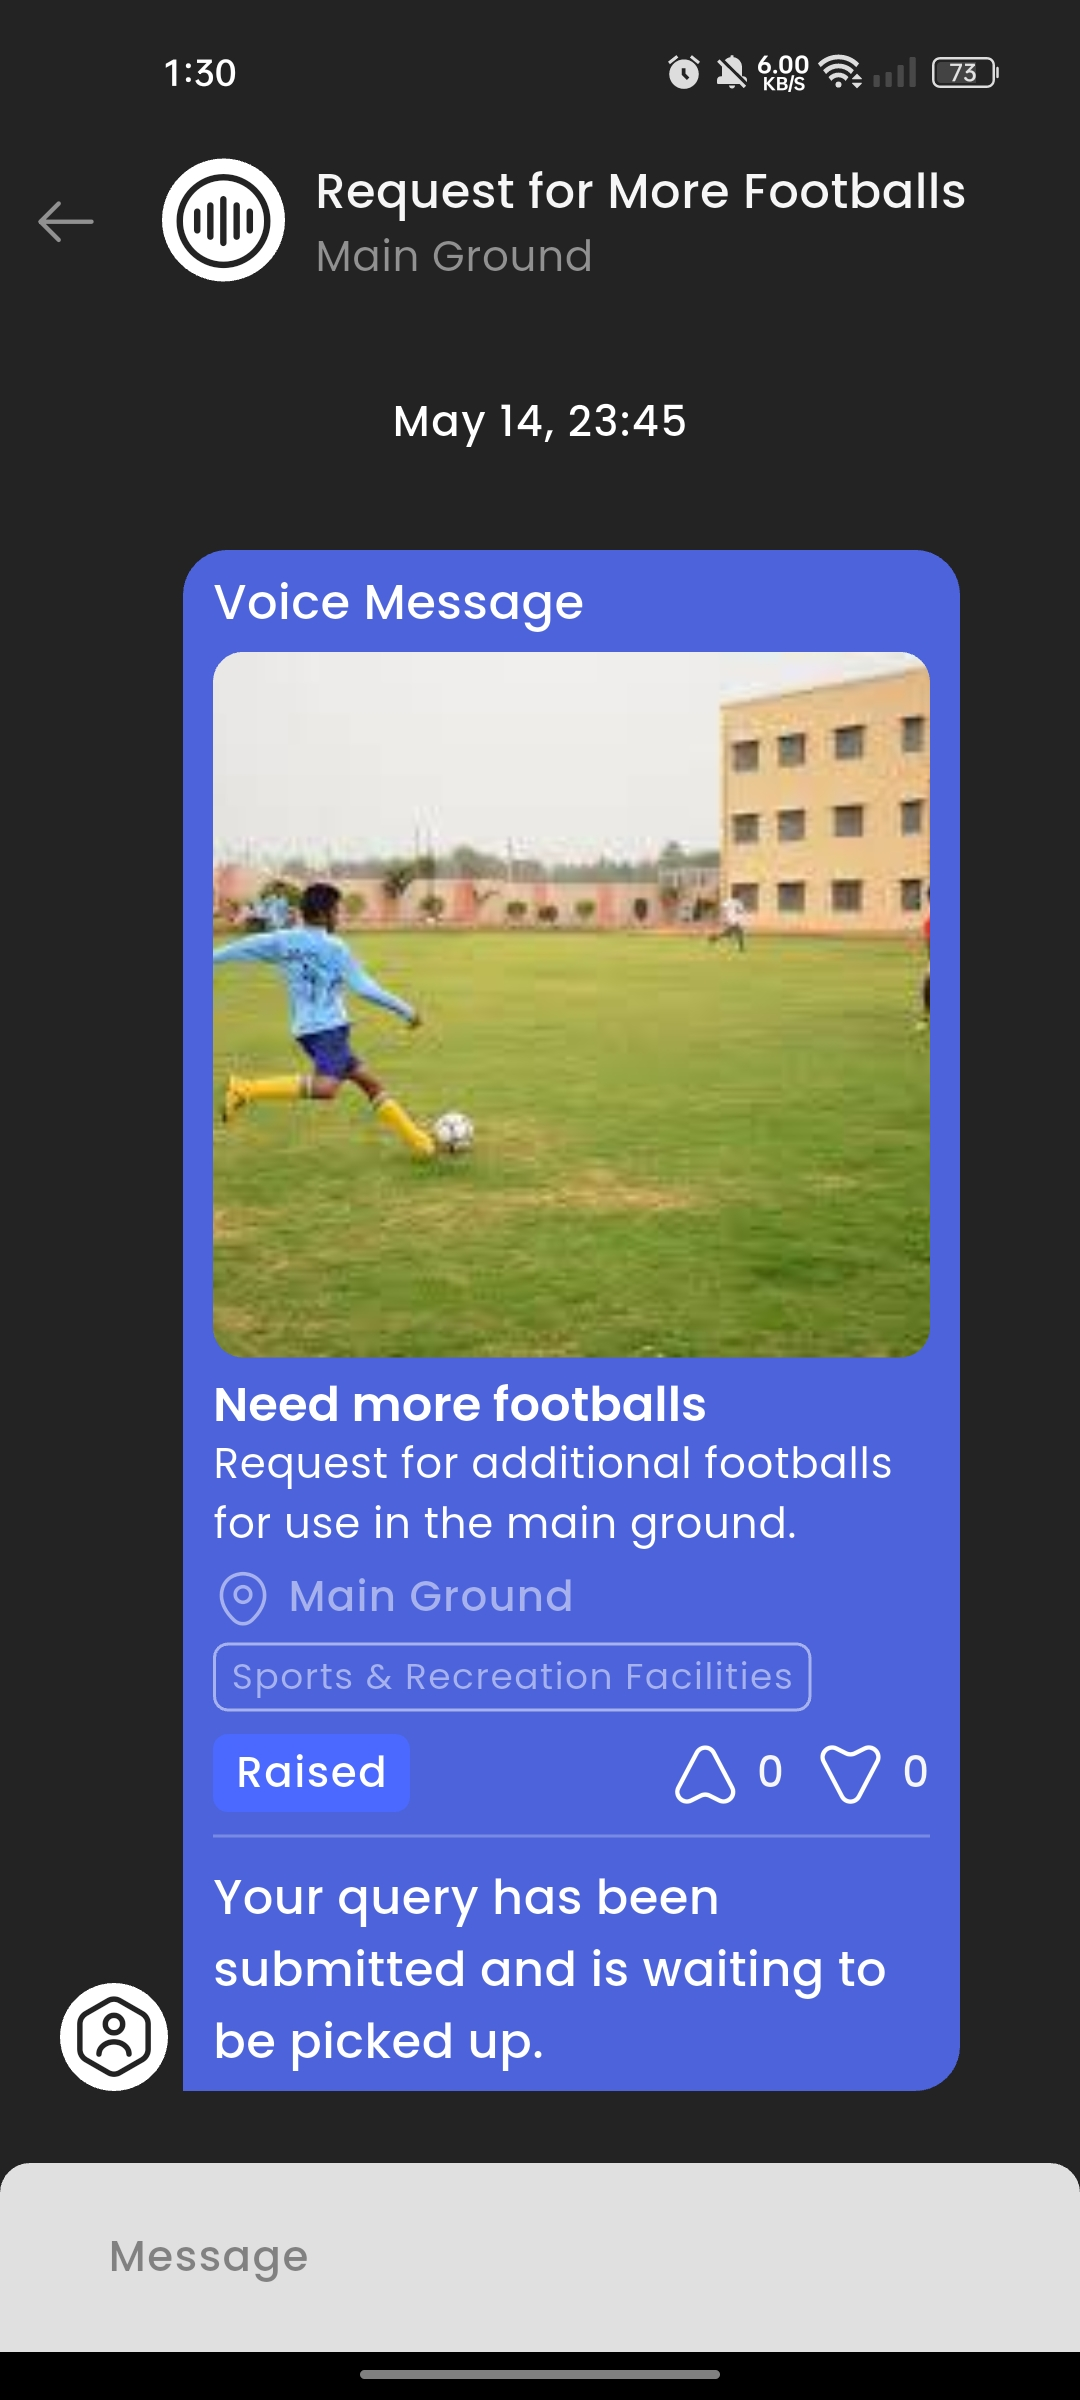 1:30
6.00
KB/S
73
Request for More Footballs
Main Ground
May 14, 23:45
Voice Message
Need more footballs
Request for additional footballs
for use in the main ground.
Main Ground
Sports & Recreation Facilities
Raised
0
0
Your query has been
submitted and is waiting to
be picked up.
Message